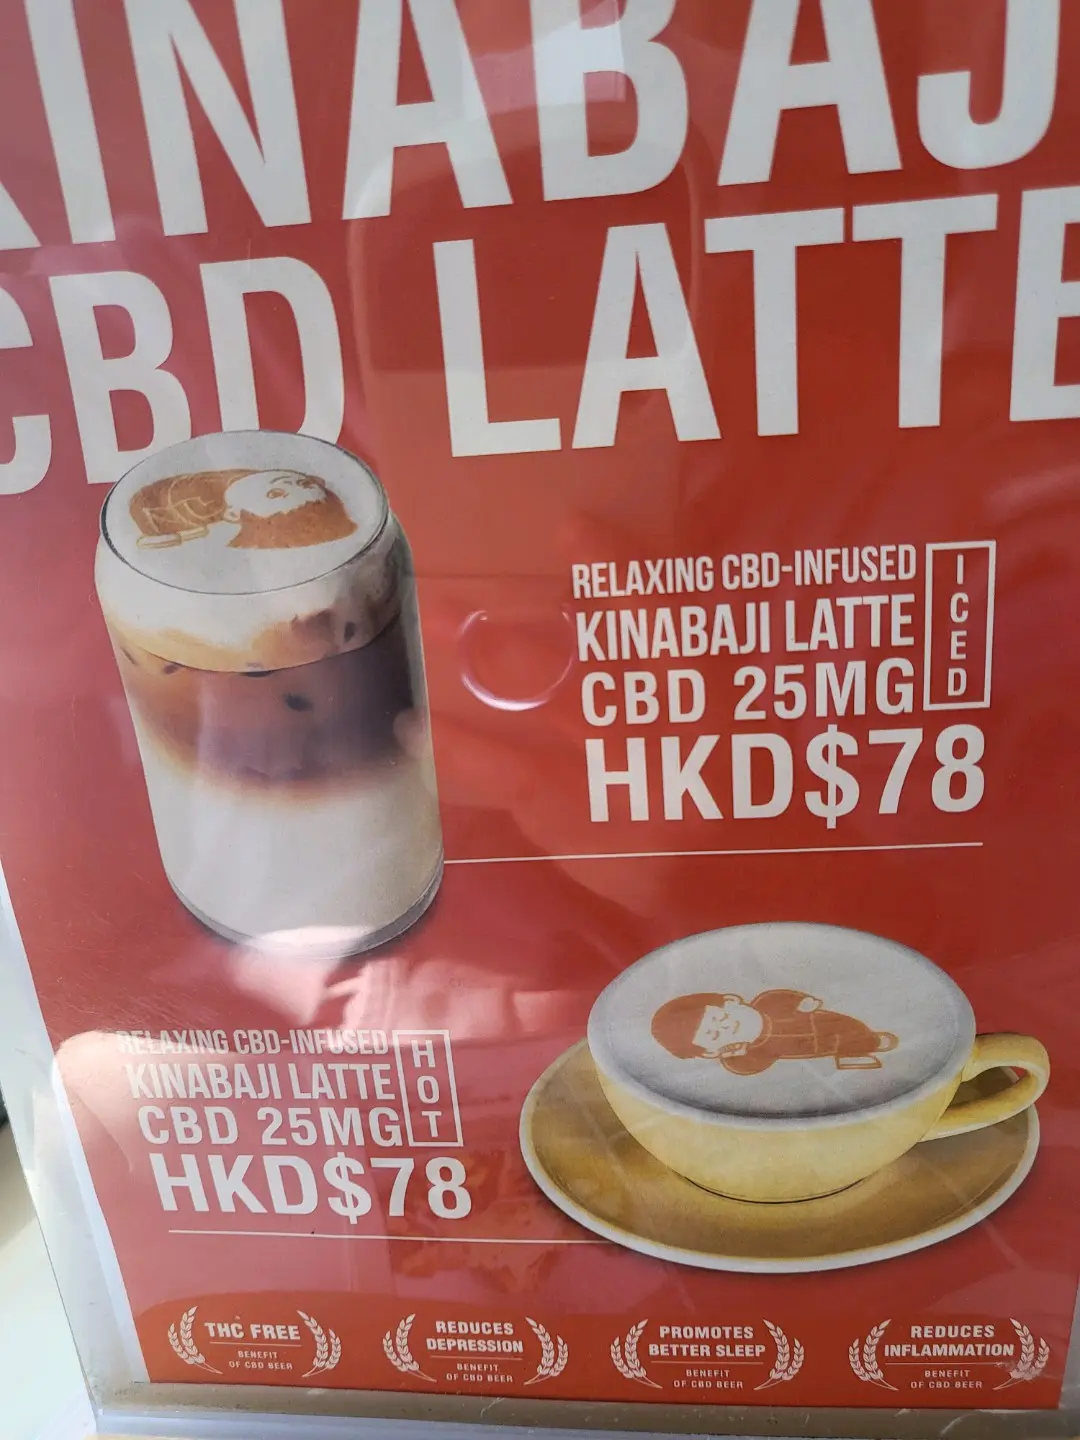 KINABAJI
CBD LATTE
RELAXING CBD-INFUSED
KINABAJI LATTE
CBD 25MG
ICED
HKD$78
RELAXING CBD-INFUSED
KINABAJI LATTE
CBD 25MG
HOT
HKD$78
THC FREE
BENEFIT
OF CBD BEER
REDUCES
DEPRESSION
BENEFIT
OF CBD BEER
PROMOTES
BETTER SLEEP
BENEFIT
OF CBD BEER
REDUCES
INFLAMMATION
BENEFIT
OF CBD BEER